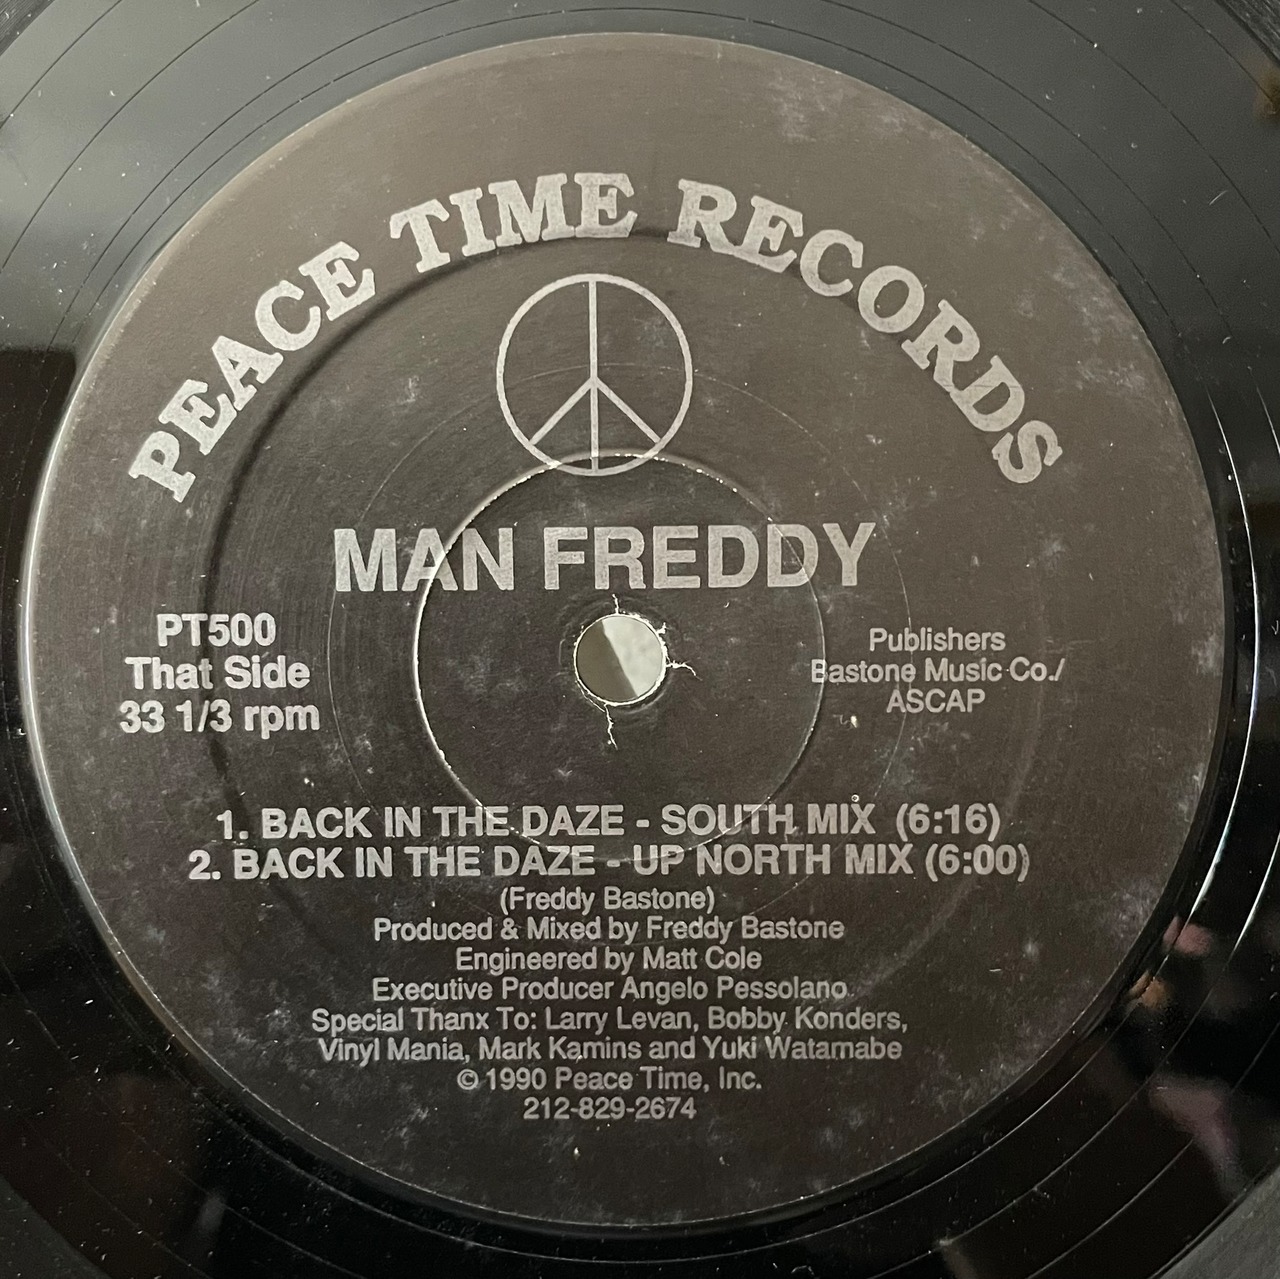 PEACE TIME RECORDS
MAN FREDDY
PT500
That Side
33 1/3 rpm
Publishers
Bastone Music Co./
ASCAP
1. BACK IN THE DAZE - SOUTH MIX (6:16)
2. BACK IN THE DAZE - UP NORTH MIX (6:00)
(Freddy Bastone)
Produced & Mixed by Freddy Bastone
Engineered by Matt Cole
Executive Producer Angelo Pessolano
Special Thanx To: Larry Levan, Bobby Konders,
Vinyl Mania, Mark Kamins and Yuki Watamabe
© 1990 Peace Time, Inc.
212-829-2674